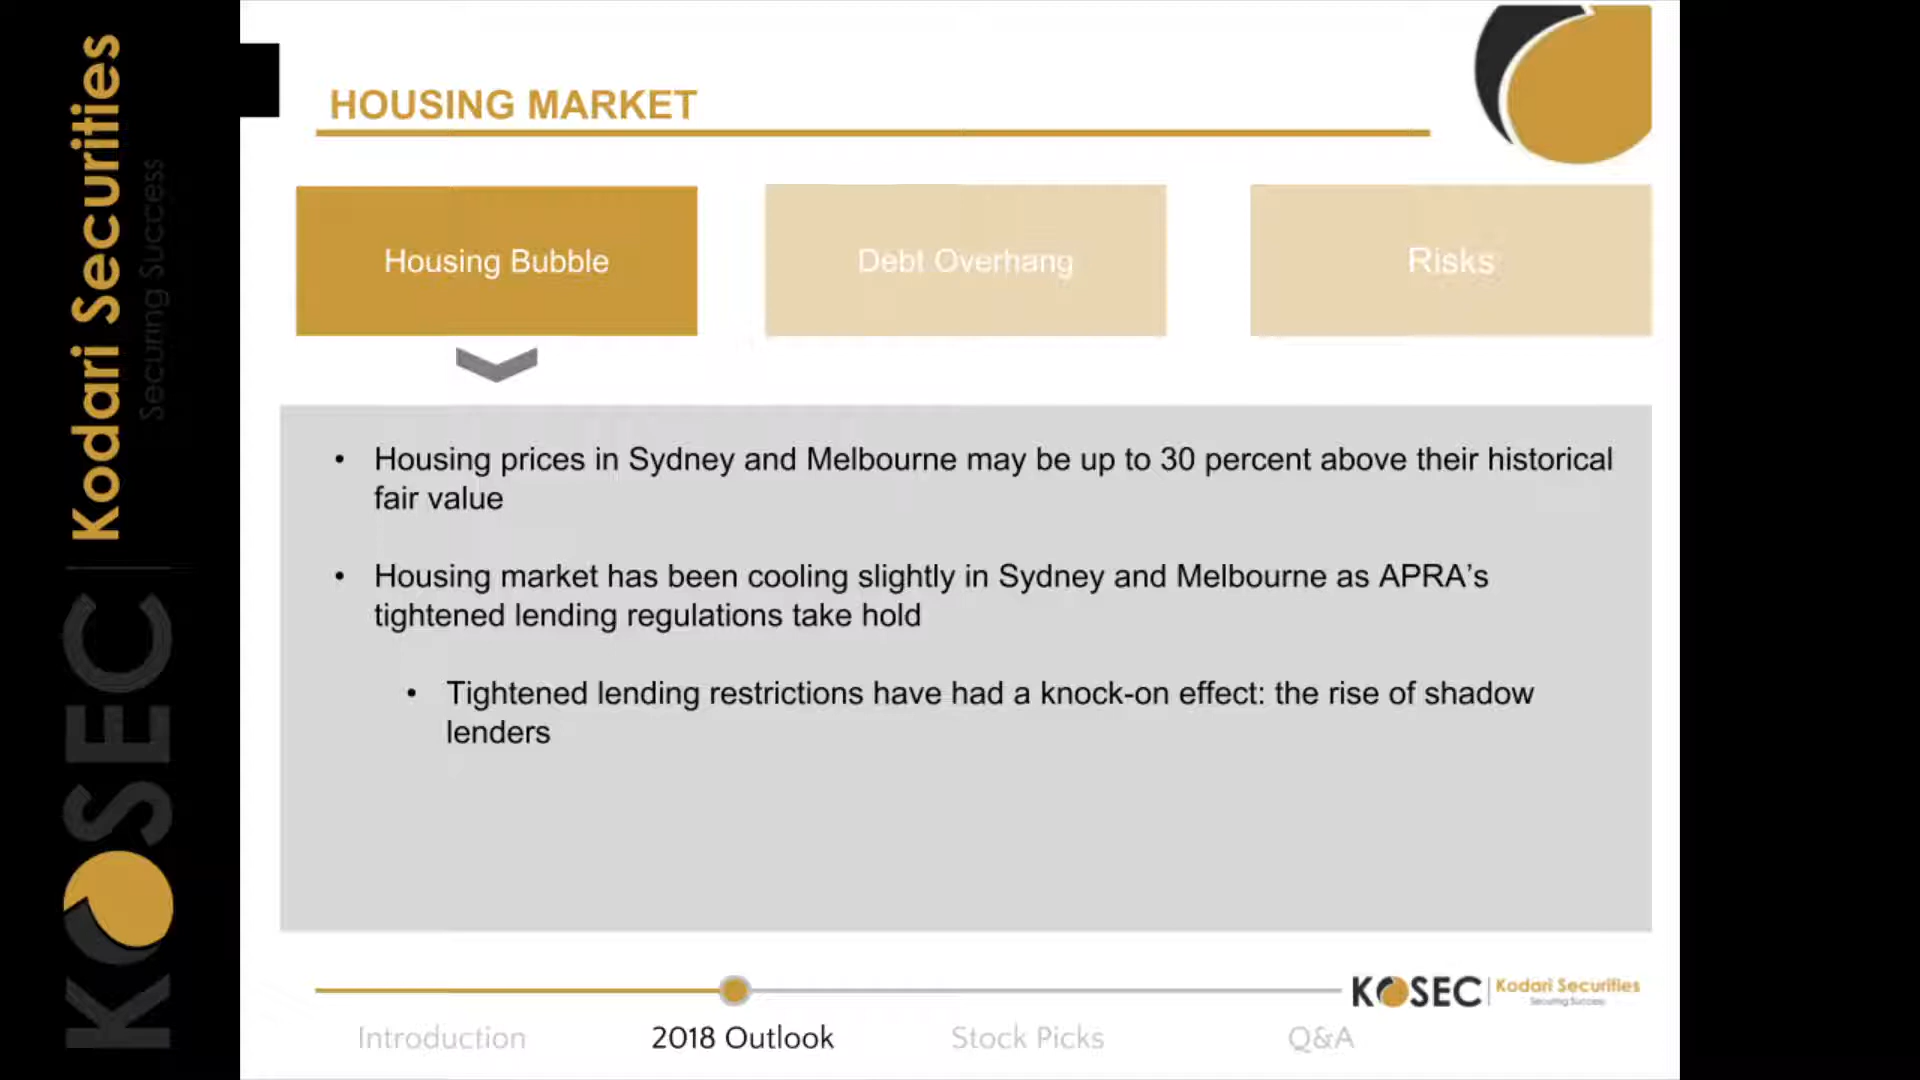 KOSEC | Kodari Securities
Securing Success
HOUSING MARKET
Housing Bubble
Debt Overhang
Risks
• Housing prices in Sydney and Melbourne may be up to 30 percent above their historical
fair value
• Housing market has been cooling slightly in Sydney and Melbourne as APRA’s
tightened lending regulations take hold
• Tightened lending restrictions have had a knock-on effect: the rise of shadow
lenders
KOSEC | Kodari Securities
Securing Success
Introduction
2018 Outlook
Stock Picks
Q&A